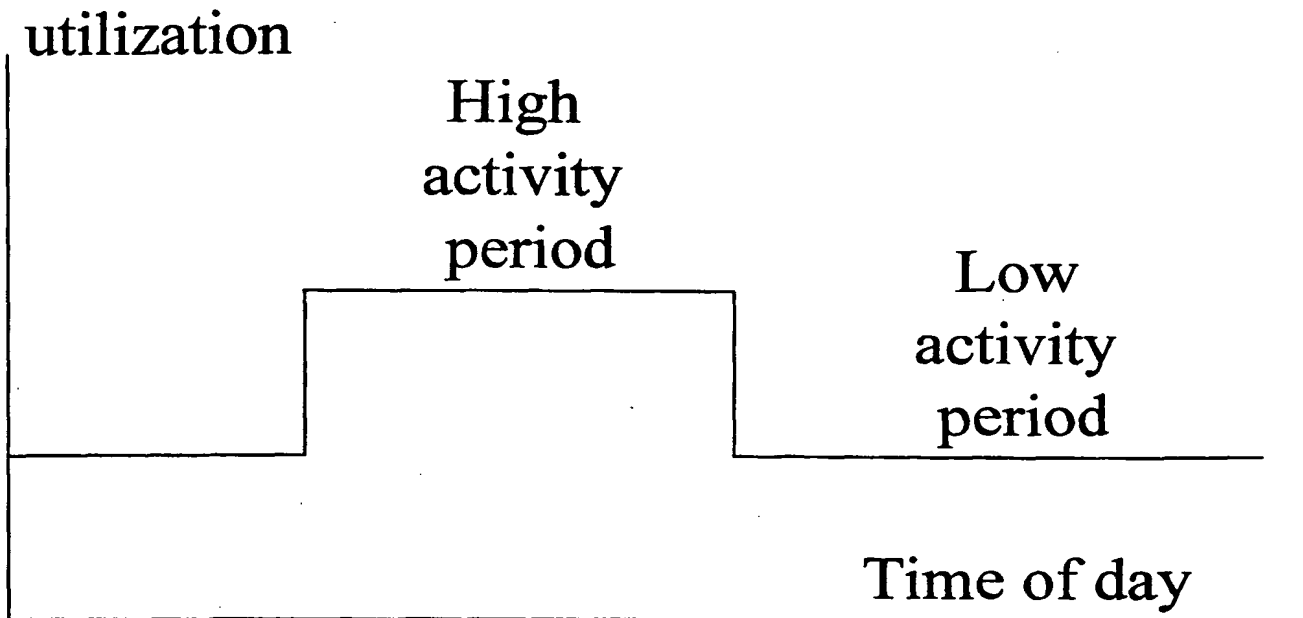 utilization
High
activity
period
Low
activity
period
Time of day